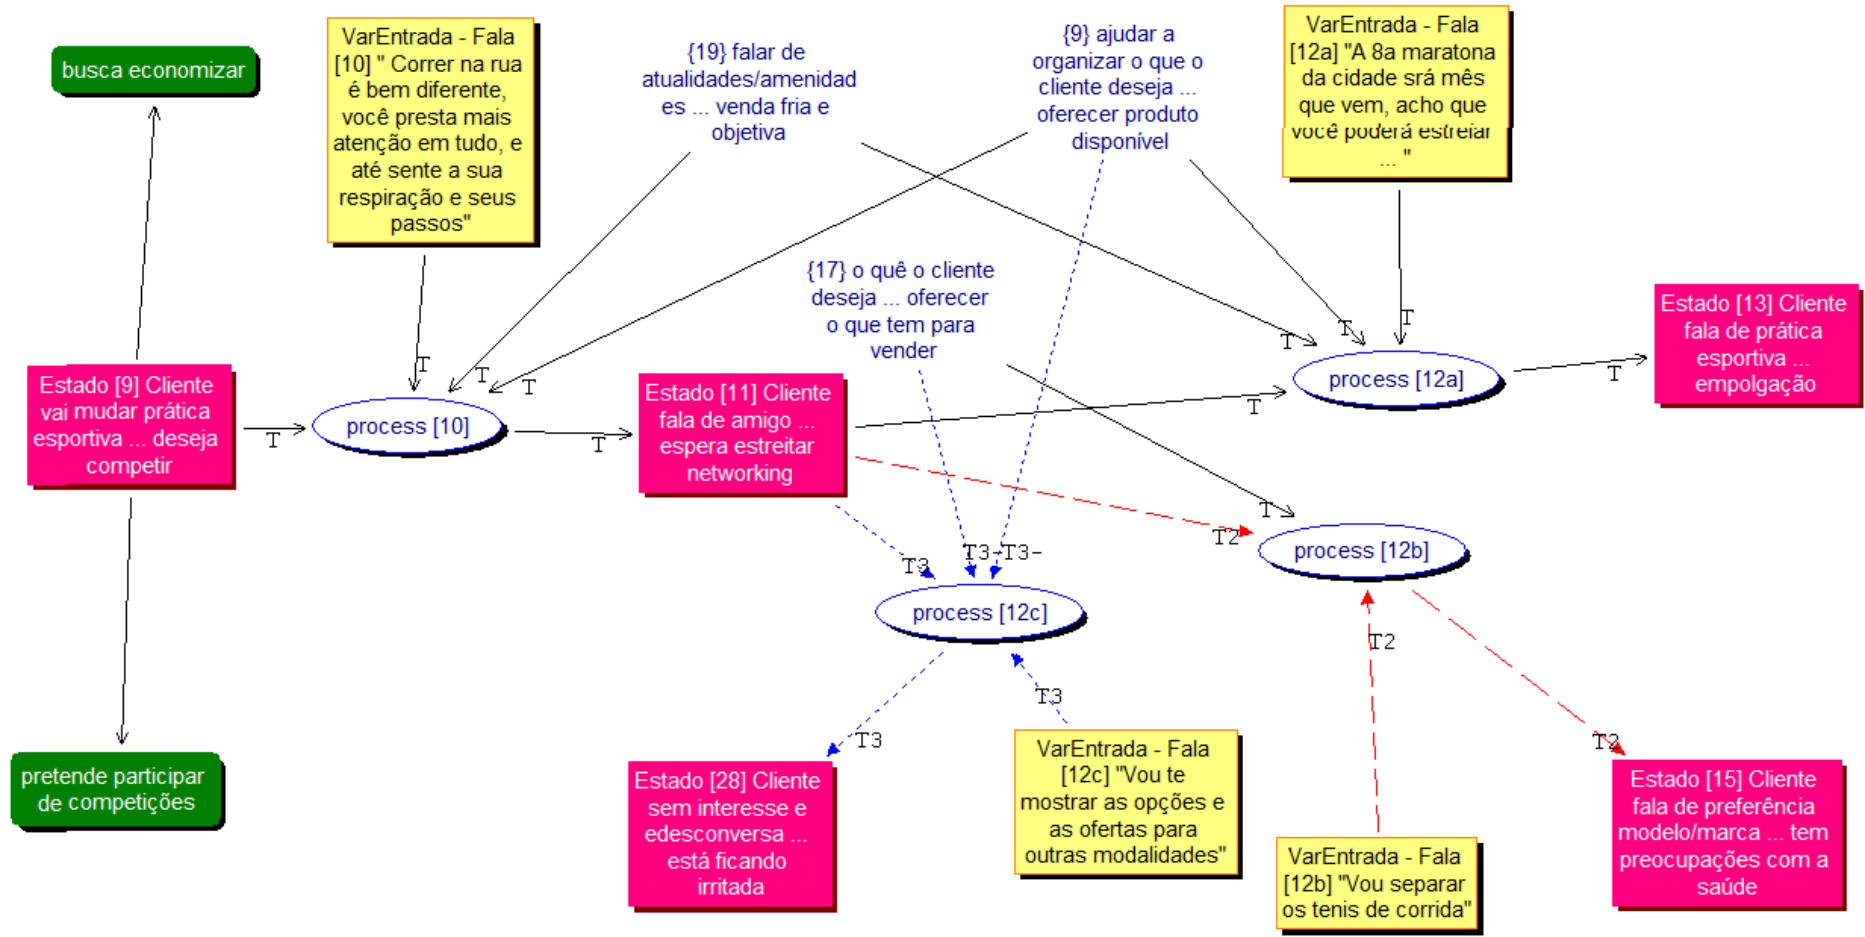 busca economizar
VarEntrada - Fala
[10] " Correr na rua
é bem diferente,
você presta mais
atenção em tudo, e
até sente a sua
respiração e seus
passos"
{19} falar de
atualidades/amenidad
es ... venda fria e
objetiva
{9} ajudar a
organizar o que o
cliente deseja ...
oferecer produto
disponível
VarEntrada - Fala
[12a] "A 8a maratona
da cidade srá mês
que vem, acho que
você poderá estreiar
... "
{17} o quê o cliente
deseja ... oferecer
o que tem para
vender
Estado [9] Cliente
vai mudar prática
esportiva ... deseja
competir
T
T
T
T
process [10]
T
Estado [11] Cliente
fala de amigo ...
espera estreitar
networking
T
T
T
T
process [12a]
T
Estado [13] Cliente
fala de prática
esportiva ...
empolgação
T
T2
process [12b]
T3
T3-
T3-
process [12c]
T2
T3
T3
T2
pretende participar
de competições
Estado [28] Cliente
sem interesse e
edesconversa ...
está ficando
irritada
VarEntrada - Fala
[12c] "Vou te
mostrar as opções e
as ofertas para
outras modalidades"
VarEntrada - Fala
[12b] "Vou separar
os tenis de corrida"
Estado [15] Cliente
fala de preferência
modelo/marca ... tem
preocupações com a
saúde